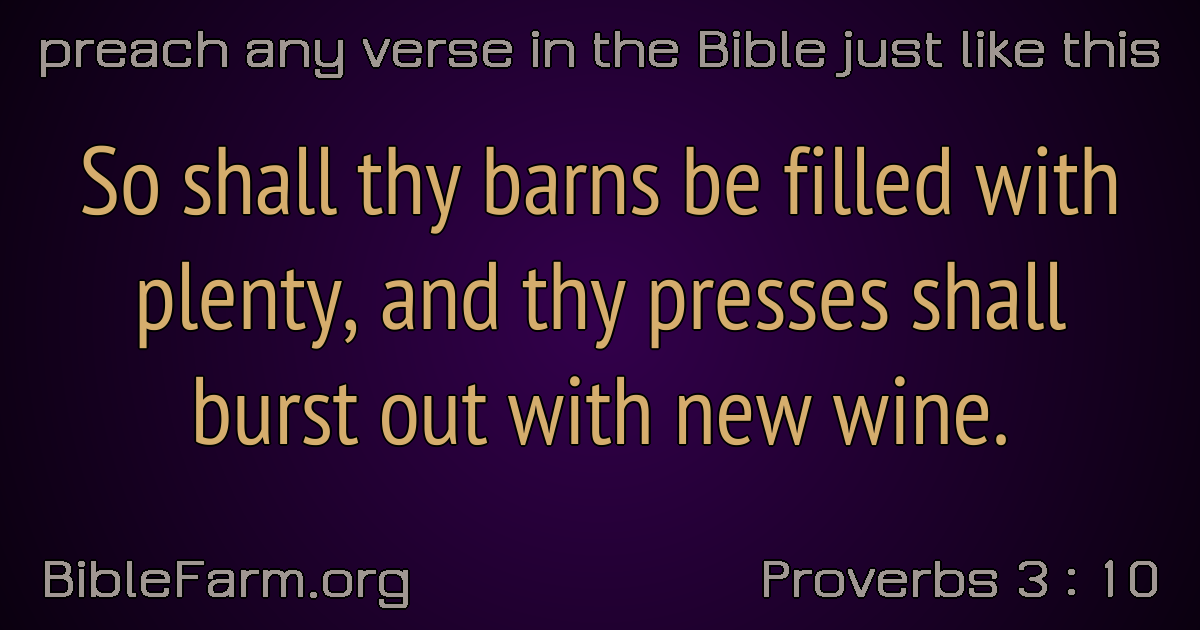 preach any verse in the Bible just like this
So shall thy barns be filled with
plenty, and thy presses shall
burst out with new wine.
BibleFarm.org
Proverbs 3 : 10